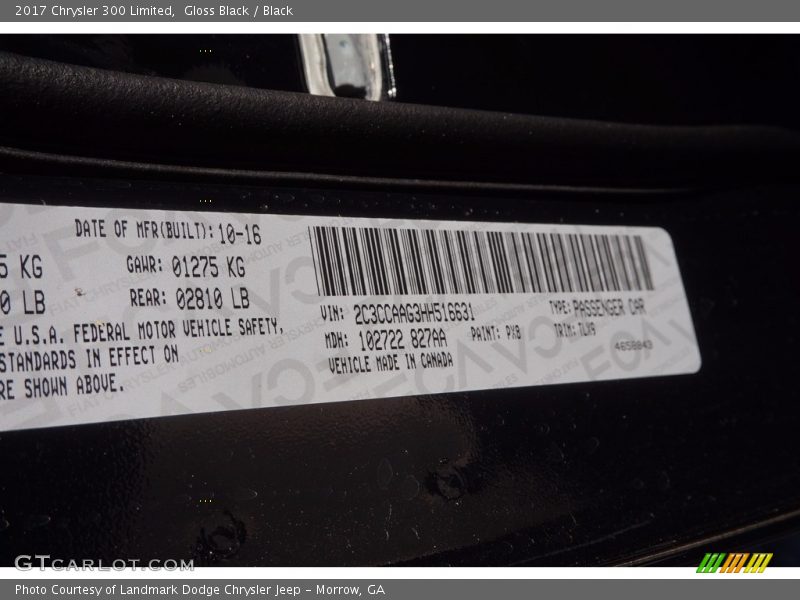 2017 Chrysler 300 Limited, Gloss Black / Black
DATE OF MFR(BUILT): 10-16
5 KG GAWR: 01275 KG
0 LB REAR: 02810 LB
E U.S.A. FEDERAL MOTOR VEHICLE SAFETY,
STANDARDS IN EFFECT ON
RE SHOWN ABOVE.
VIN: 2C3CCAAG3HH516631 TYPE: PASSENGER CAR
MDH: 102722 827AA PAINT: PX8 TRIM: TLX9
VEHICLE MADE IN CANADA 4658843
GTCARLOT.COM
Photo Courtesy of Landmark Dodge Chrysler Jeep – Morrow, GA